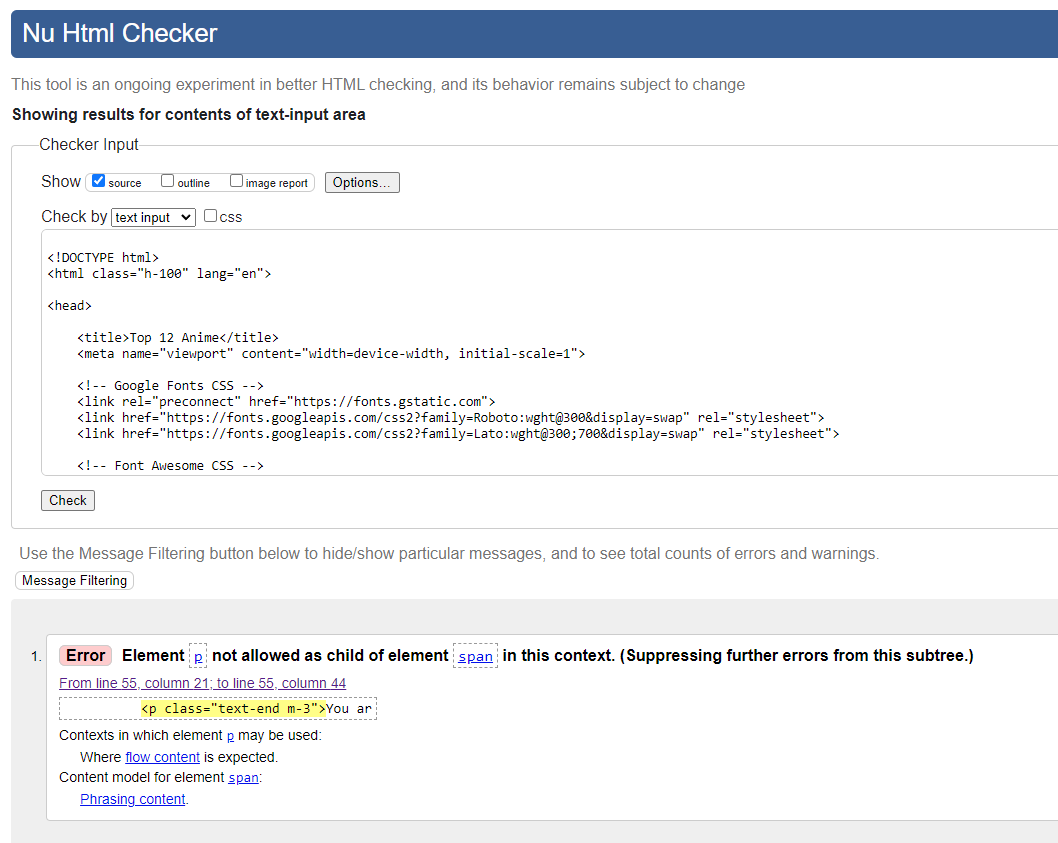 Nu Html Checker
This tool is an ongoing experiment in better HTML checking, and its behavior remains subject to change
Showing results for contents of text-input area
Checker Input
Show source outline image report Options...
Check by text input css
<!DOCTYPE html>
<html class="h-100" lang="en">
<head>
<title>Top 12 Anime</title>
<meta name="viewport" content="width=device-width, initial-scale=1">
<!-- Google Fonts CSS -->
<link rel="preconnect" href="https://fonts.gstatic.com">
<link href="https://fonts.googleapis.com/css2?family=Roboto:wght@300&display=swap" rel="stylesheet">
<link href="https://fonts.googleapis.com/css2?family=Lato:wght@300;700&display=swap" rel="stylesheet">
<!-- Font Awesome CSS -->
Check
Use the Message Filtering button below to hide/show particular messages, and to see total counts of errors and warnings.
Message Filtering
1. Error Element p not allowed as child of element span in this context. (Suppressing further errors from this subtree.)
From line 55, column 21; to line 55, column 44
<p class="text-end m-3">You ar
Contexts in which element p may be used:
Where flow content is expected.
Content model for element span:
Phrasing content.